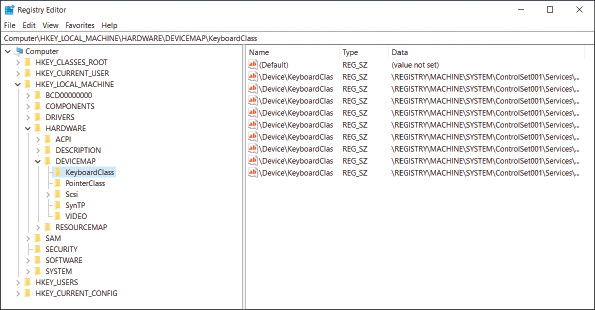 Registry Editor
File Edit View Favorites Help
Computer\HKEY_LOCAL_MACHINE\HARDWARE\DEVICEMAP\KeyboardClass
Computer
HKEY_CLASSES_ROOT
HKEY_CURRENT_USER
HKEY_LOCAL_MACHINE
BCD00000000
COMPONENTS
DRIVERS
HARDWARE
ACPI
DESCRIPTION
DEVICEMAP
KeyboardClass
PointerClass
Scsi
SynTP
VIDEO
RESOURCEMAP
SAM
SECURITY
SOFTWARE
SYSTEM
HKEY_USERS
HKEY_CURRENT_CONFIG
Name Type Data
(Default) REG_SZ (value not set)
\Device\KeyboardClas REG_SZ \REGISTRY\MACHINE\SYSTEM\ControlSet001\Services\...
\Device\KeyboardClas REG_SZ \REGISTRY\MACHINE\SYSTEM\ControlSet001\Services\...
\Device\KeyboardClas REG_SZ \REGISTRY\MACHINE\SYSTEM\ControlSet001\Services\...
\Device\KeyboardClas REG_SZ \REGISTRY\MACHINE\SYSTEM\ControlSet001\Services\...
\Device\KeyboardClas REG_SZ \REGISTRY\MACHINE\SYSTEM\ControlSet001\Services\...
\Device\KeyboardClas REG_SZ \REGISTRY\MACHINE\SYSTEM\ControlSet001\Services\...
\Device\KeyboardClas REG_SZ \REGISTRY\MACHINE\SYSTEM\ControlSet001\Services\...
\Device\KeyboardClas REG_SZ \REGISTRY\MACHINE\SYSTEM\ControlSet001\Services\...
\Device\KeyboardClas REG_SZ \REGISTRY\MACHINE\SYSTEM\ControlSet001\Services\...